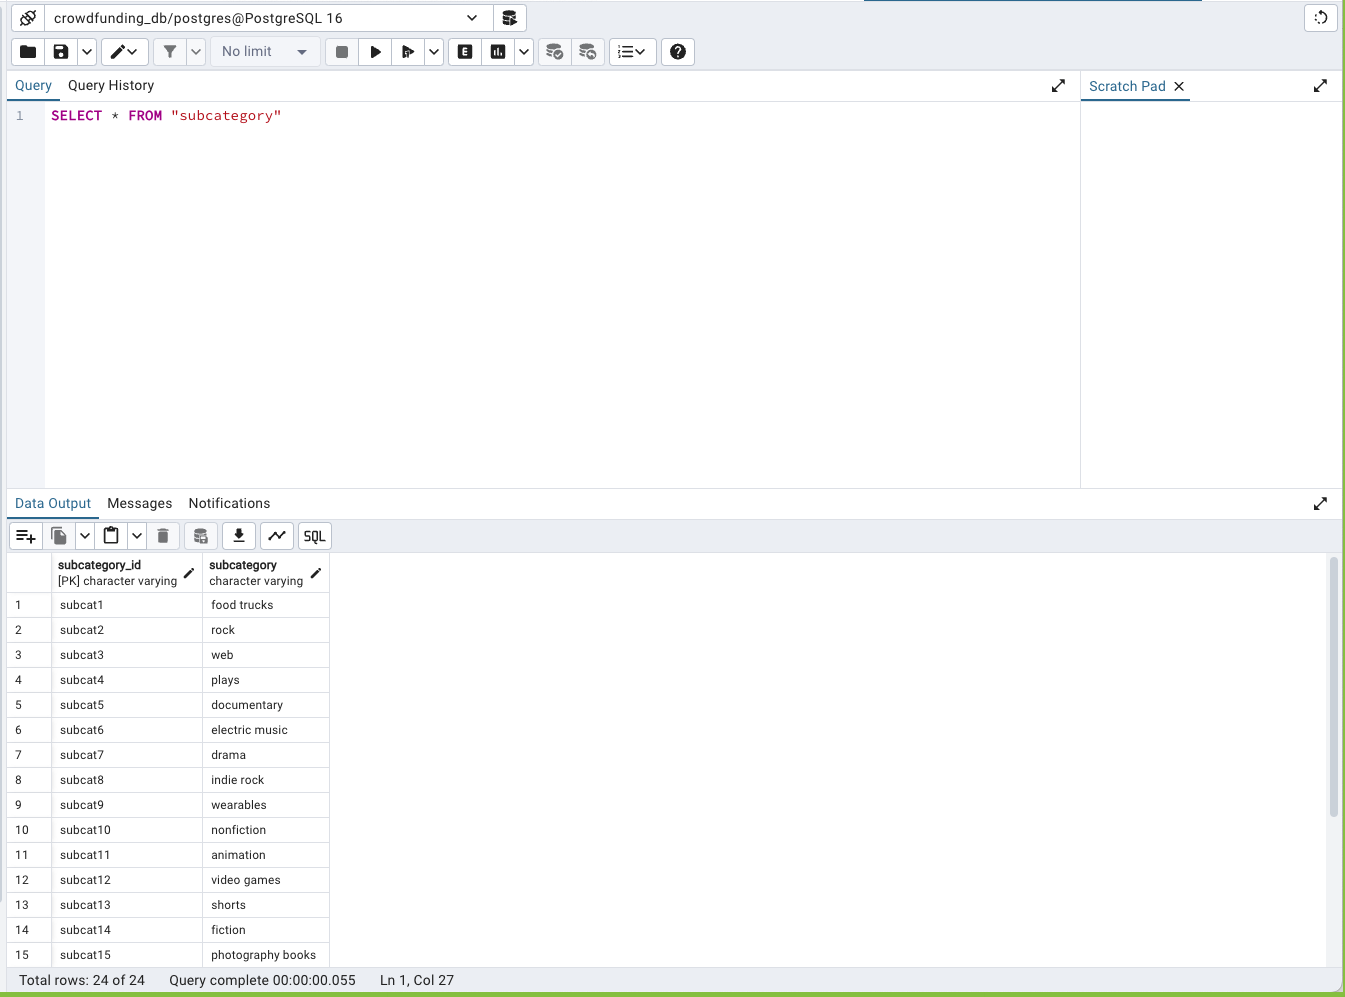 crowdfunding_db/postgres@PostgreSQL 16
No limit
E
Query Query History
Scratch Pad
1 SELECT * FROM "subcategory"
Data Output Messages Notifications
SQL
subcategory_id subcategory
[PK] character varying character varying
1 subcat1 food trucks
2 subcat2 rock
3 subcat3 web
4 subcat4 plays
5 subcat5 documentary
6 subcat6 electric music
7 subcat7 drama
8 subcat8 indie rock
9 subcat9 wearables
10 subcat10 nonfiction
11 subcat11 animation
12 subcat12 video games
13 subcat13 shorts
14 subcat14 fiction
15 subcat15 photography books
Total rows: 24 of 24 Query complete 00:00:00.055 Ln 1, Col 27